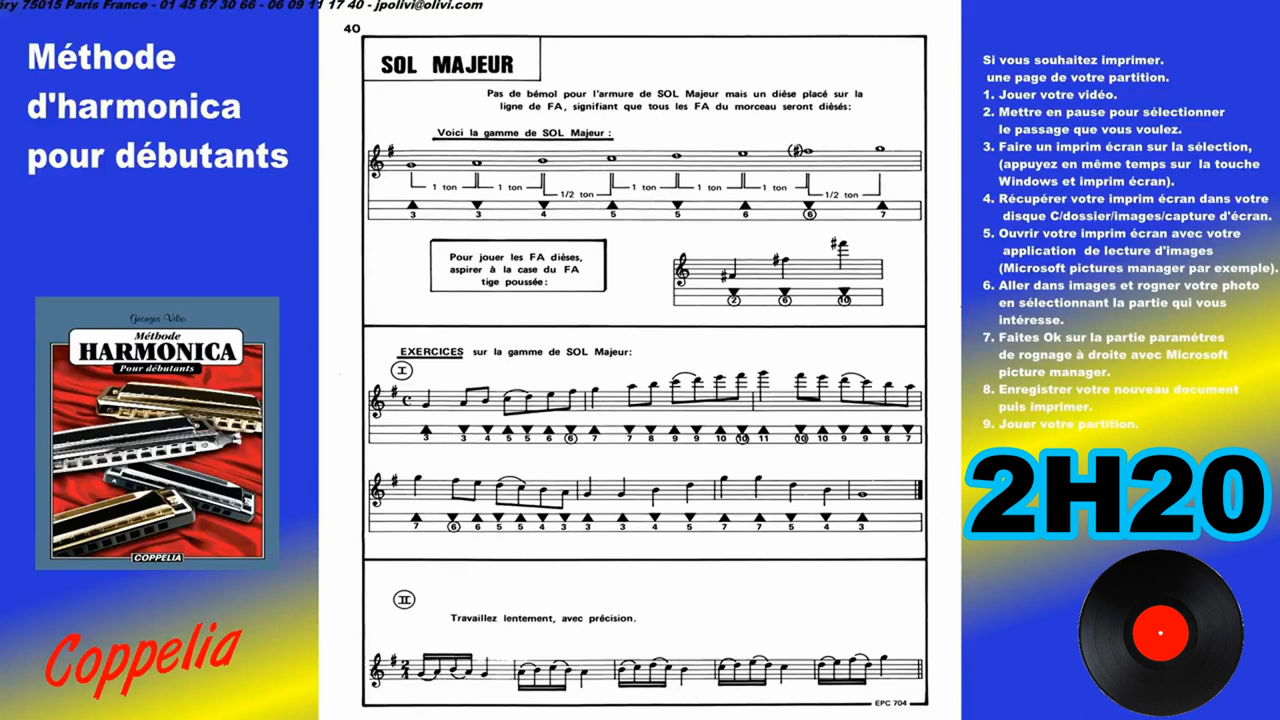 éry 75015 Paris France - 01 45 67 30 66 - 06 09 11 17 40 - jpolivi@olivi.com
Méthode
d'harmonica
pour débutants
Georges Vilho
Méthode
HARMONICA
Pour débutants
COPPELIA
Coppelia
40
SOL MAJEUR
Pas de bémol pour l'armure de SOL Majeur mais un dièse placé sur la
ligne de FA, signifiant que tous les FA du morceau seront dièsés:
Voici la gamme de SOL Majeur :
1 ton 1 ton 1/2 ton 1 ton 1 ton 1 ton 1/2 ton
3 3 4 5 5 6 6 7
Pour jouer les FA dièses,
aspirer à la case du FA
tige poussée:
2 6 10
EXERCICES sur la gamme de SOL Majeur:
I
3 3 4 5 5 6 6 7 7 8 9 9 10 10 11 10 10 9 9 8 7
7 6 6 5 5 4 3 3 3 4 5 7 7 5 4 3
II
Travaillez lentement, avec précision.
2
4
EPC 704
Si vous souhaitez imprimer.
une page de votre partition.
1. Jouer votre vidéo.
2. Mettre en pause pour sélectionner
le passage que vous voulez.
3. Faire un imprim écran sur la sélection,
(appuyez en même temps sur la touche
Windows et imprim écran).
4. Récupérer votre imprim écran dans votre
disque C/dossier/images/capture d'écran.
5. Ouvrir votre imprim écran avec votre
application de lecture d'images
(Microsoft pictures manager par exemple).
6. Aller dans images et rogner votre photo
en sélectionnant la partie qui vous
intéresse.
7. Faites Ok sur la partie paramétres
de rognage à droite avec Microsoft
picture manager.
8. Enregistrer votre nouveau document
puis imprimer.
9. Jouer votre partition.
2H20